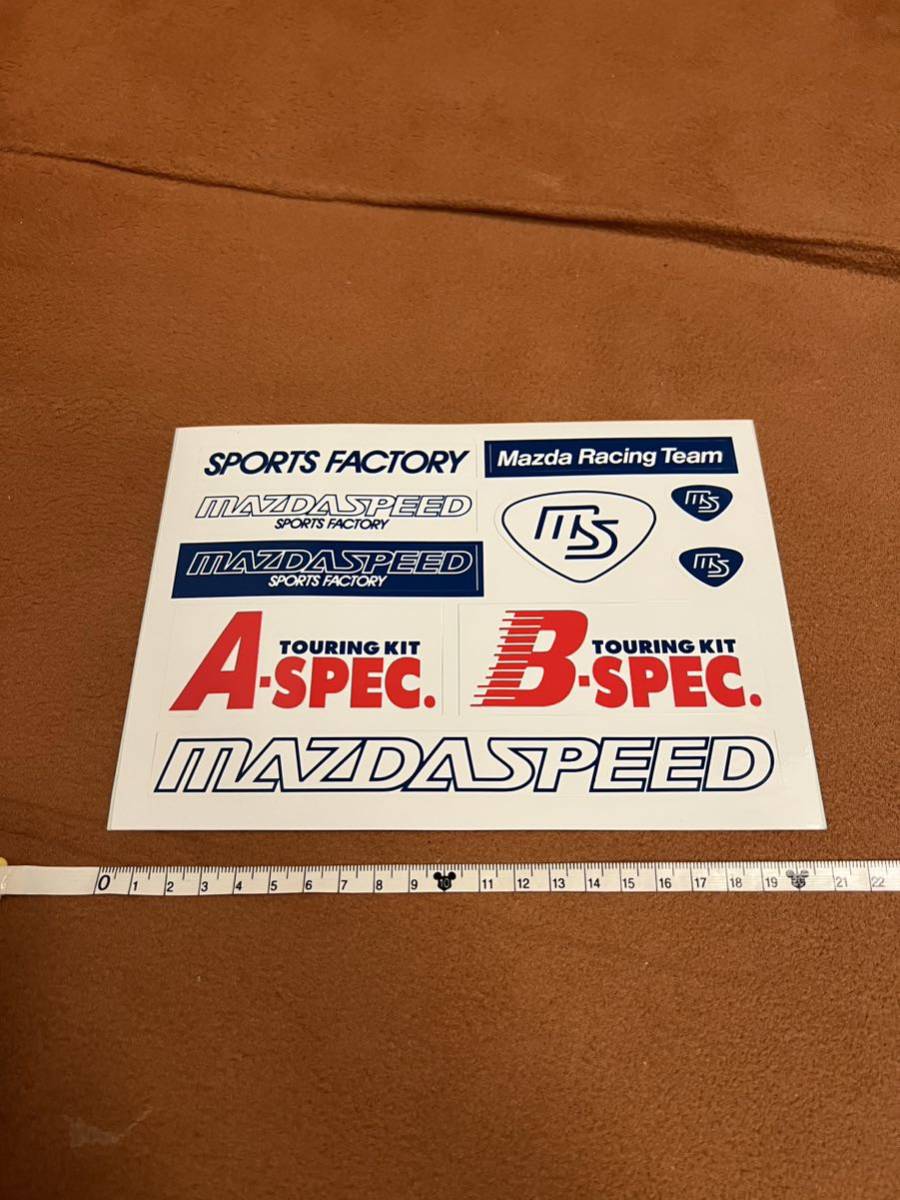 SPORTS FACTORY
Mazda Racing Team
MAZDASPEED
SPORTS FACTORY
MS
MS
MAZDASPEED
SPORTS FACTORY
MS
TOURING KIT
A-SPEC.
TOURING KIT
B-SPEC.
MAZDASPEED
0 1 2 3 4 5 6 7 8 9 10 11 12 13 14 15 16 17 18 19 20 21 22